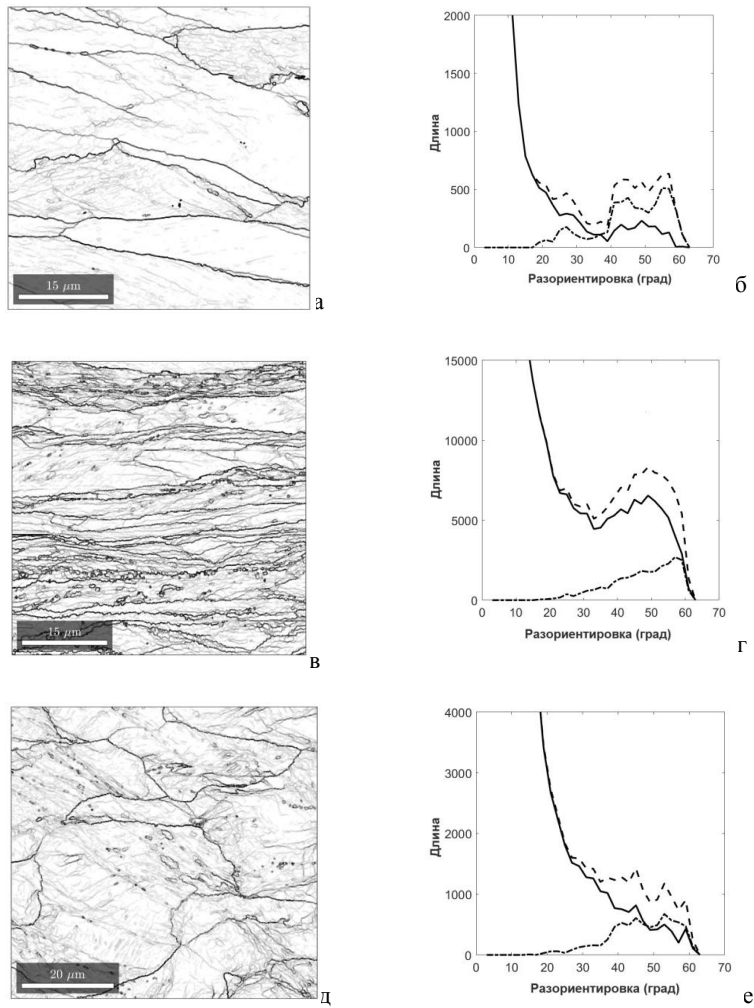 15 μm
а
2000
1500
1000
500
0
Длина
0 10 20 30 40 50 60 70
Разориентировка (град)
б
15 μm
в
15000
10000
5000
0
Длина
0 10 20 30 40 50 60 70
Разориентировка (град)
г
20 μm
д
4000
3000
2000
1000
0
Длина
0 10 20 30 40 50 60 70
Разориентировка (град)
е